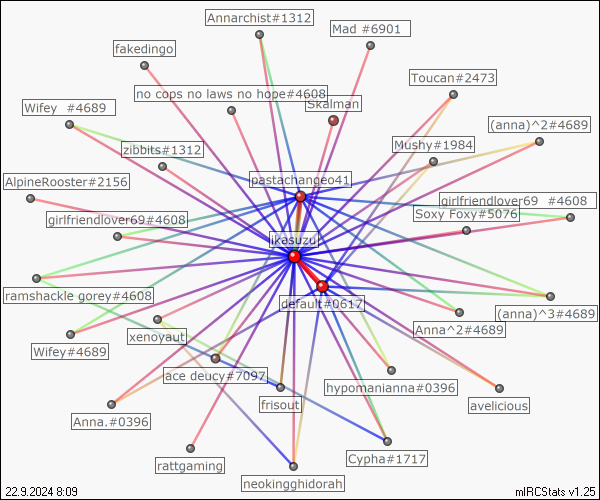 Annarchist#1312
Mad #6901
fakedingo
Toucan#2473
no cops no laws no hope#4608
Skalman
Wifey #4689
(anna)^2#4689
Mushy#1984
zibbits#1312
pastachangeo41
AlpineRooster#2156
girlfriendlover69 #4608
Soxy Foxy#5076
girlfriendlover69#4608
ikasuzu
ramshackle gorey#4608
default#0617
(anna)^3#4689
Anna^2#4689
xenoyaut
Wifey#4689
ace deucy#7097
hypomanianna#0396
frisout
avelicious
Anna.#0396
Cypha#1717
rattgaming
neokingghidorah
22.9.2024 8:09
mIRCStats v1.25